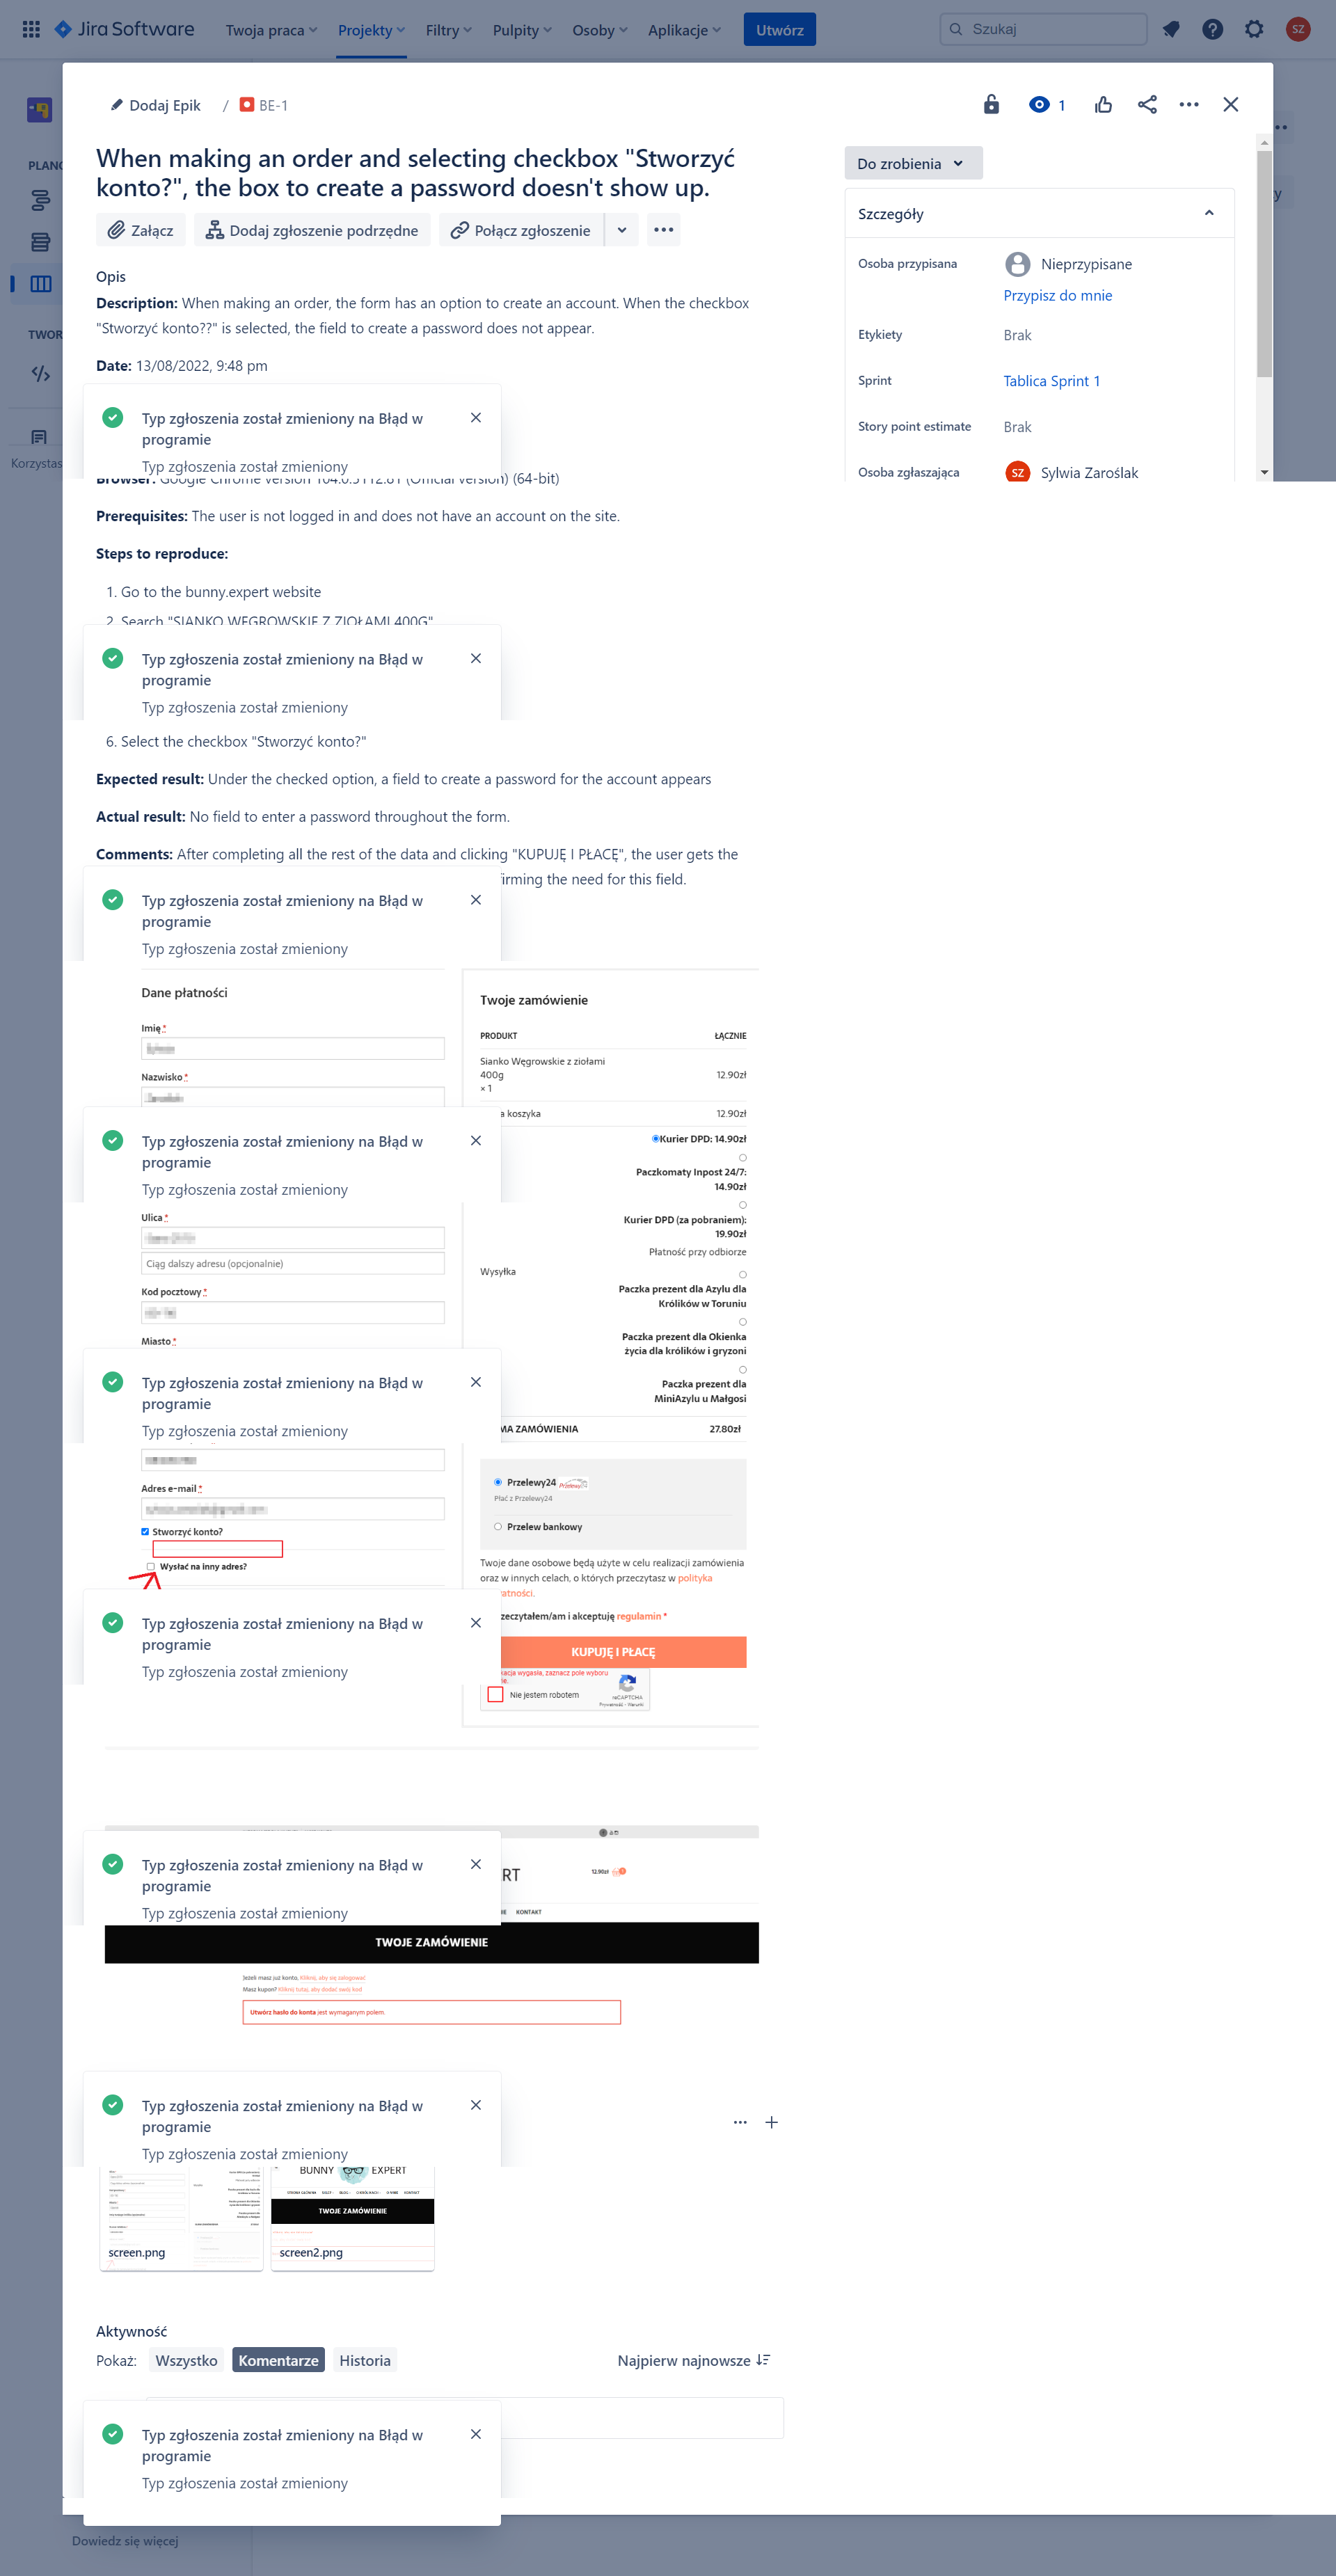 Jira Software
Twoja praca
Projekty
Filtry
Pulpity
Osoby
Aplikacje
Utwórz
Szukaj
SZ
Dodaj Epik / BE-1
1
When making an order and selecting checkbox "Stworzyć
konto?", the box to create a password doesn't show up.
Załącz
Dodaj zgłoszenie podrzędne
Połącz zgłoszenie
Opis
Description: When making an order, the form has an option to create an account. When the checkbox
"Stworzyć konto??" is selected, the field to create a password does not appear.
Date: 13/08/2022, 9:48 pm
Do zrobienia
Szczegóły
Osoba przypisana
Nieprzypisane
Przypisz do mnie
Etykiety
Brak
Sprint
Tablica Sprint 1
Story point estimate
Brak
Osoba zgłaszająca
SZ Sylwia Zaroślak
PLANO
TWOR
Korzystas
Typ zgłoszenia został zmieniony na Błąd w
programie
Typ zgłoszenia został zmieniony
Browser: Google Chrome version 104.0.5112.81 (Official version) (64-bit)
Prerequisites: The user is not logged in and does not have an account on the site.
Steps to reproduce:
1. Go to the bunny.expert website
2. Search "SIANKO WĘGROWSKIE Z ZIOŁAMI 400G"
Typ zgłoszenia został zmieniony na Błąd w
programie
Typ zgłoszenia został zmieniony
6. Select the checkbox "Stworzyć konto?"
Expected result: Under the checked option, a field to create a password for the account appears
Actual result: No field to enter a password throughout the form.
Comments: After completing all the rest of the data and clicking "KUPUJĘ I PŁACĘ", the user gets the
firming the need for this field.
Typ zgłoszenia został zmieniony na Błąd w
programie
Typ zgłoszenia został zmieniony
Dane płatności
Imię *
Nazwisko *
Twoje zamówienie
PRODUKT ŁĄCZNIE
Sianko Węgrowskie z ziołami
400g 12.90zł
× 1
a koszyka 12.90zł
Kurier DPD: 14.90zł
Paczkomaty Inpost 24/7:
14.90zł
Kurier DPD (za pobraniem):
19.90zł
Płatność przy odbiorze
Wysyłka
Paczka prezent dla Azylu dla
Królików w Toruniu
Paczka prezent dla Okienka
życia dla królików i gryzoni
Paczka prezent dla
MiniAzylu u Małgosi
MA ZAMÓWIENIA 27.80zł
Typ zgłoszenia został zmieniony na Błąd w
programie
Typ zgłoszenia został zmieniony
Ulica *
Ciąg dalszy adresu (opcjonalnie)
Kod pocztowy *
Miasto *
Typ zgłoszenia został zmieniony na Błąd w
programie
Typ zgłoszenia został zmieniony
Adres e-mail *
Stworzyć konto?
Wysłać na inny adres?
Przelewy24 Przelewy24
Płać z Przelewy24
Przelew bankowy
Twoje dane osobowe będą użyte w celu realizacji zamówienia
oraz w innych celach, o których przeczytasz w polityka
atności.
zeczytałem/am i akceptuję regulamin *
KUPUJĘ I PŁACĘ
kacja wygasła, zaznacz pole wyboru
Nie jestem robotem
reCAPTCHA
Prywatność - Warunki
Typ zgłoszenia został zmieniony na Błąd w
programie
Typ zgłoszenia został zmieniony
RT
12.90zł
KONTAKT
Typ zgłoszenia został zmieniony na Błąd w
programie
Typ zgłoszenia został zmieniony
TWOJE ZAMÓWIENIE
Jeżeli masz już konto, Kliknij, aby się zalogować
Masz kupon? Kliknij tutaj, aby dodać swój kod
Utwórz hasło do konta jest wymaganym polem.
Typ zgłoszenia został zmieniony na Błąd w
programie
Typ zgłoszenia został zmieniony
BUNNY EXPERT
TWOJE ZAMÓWIENIE
screen.png
screen2.png
Aktywność
Pokaż: Wszystko Komentarze Historia
Najpierw najnowsze
Typ zgłoszenia został zmieniony na Błąd w
programie
Typ zgłoszenia został zmieniony
Dowiedz się więcej